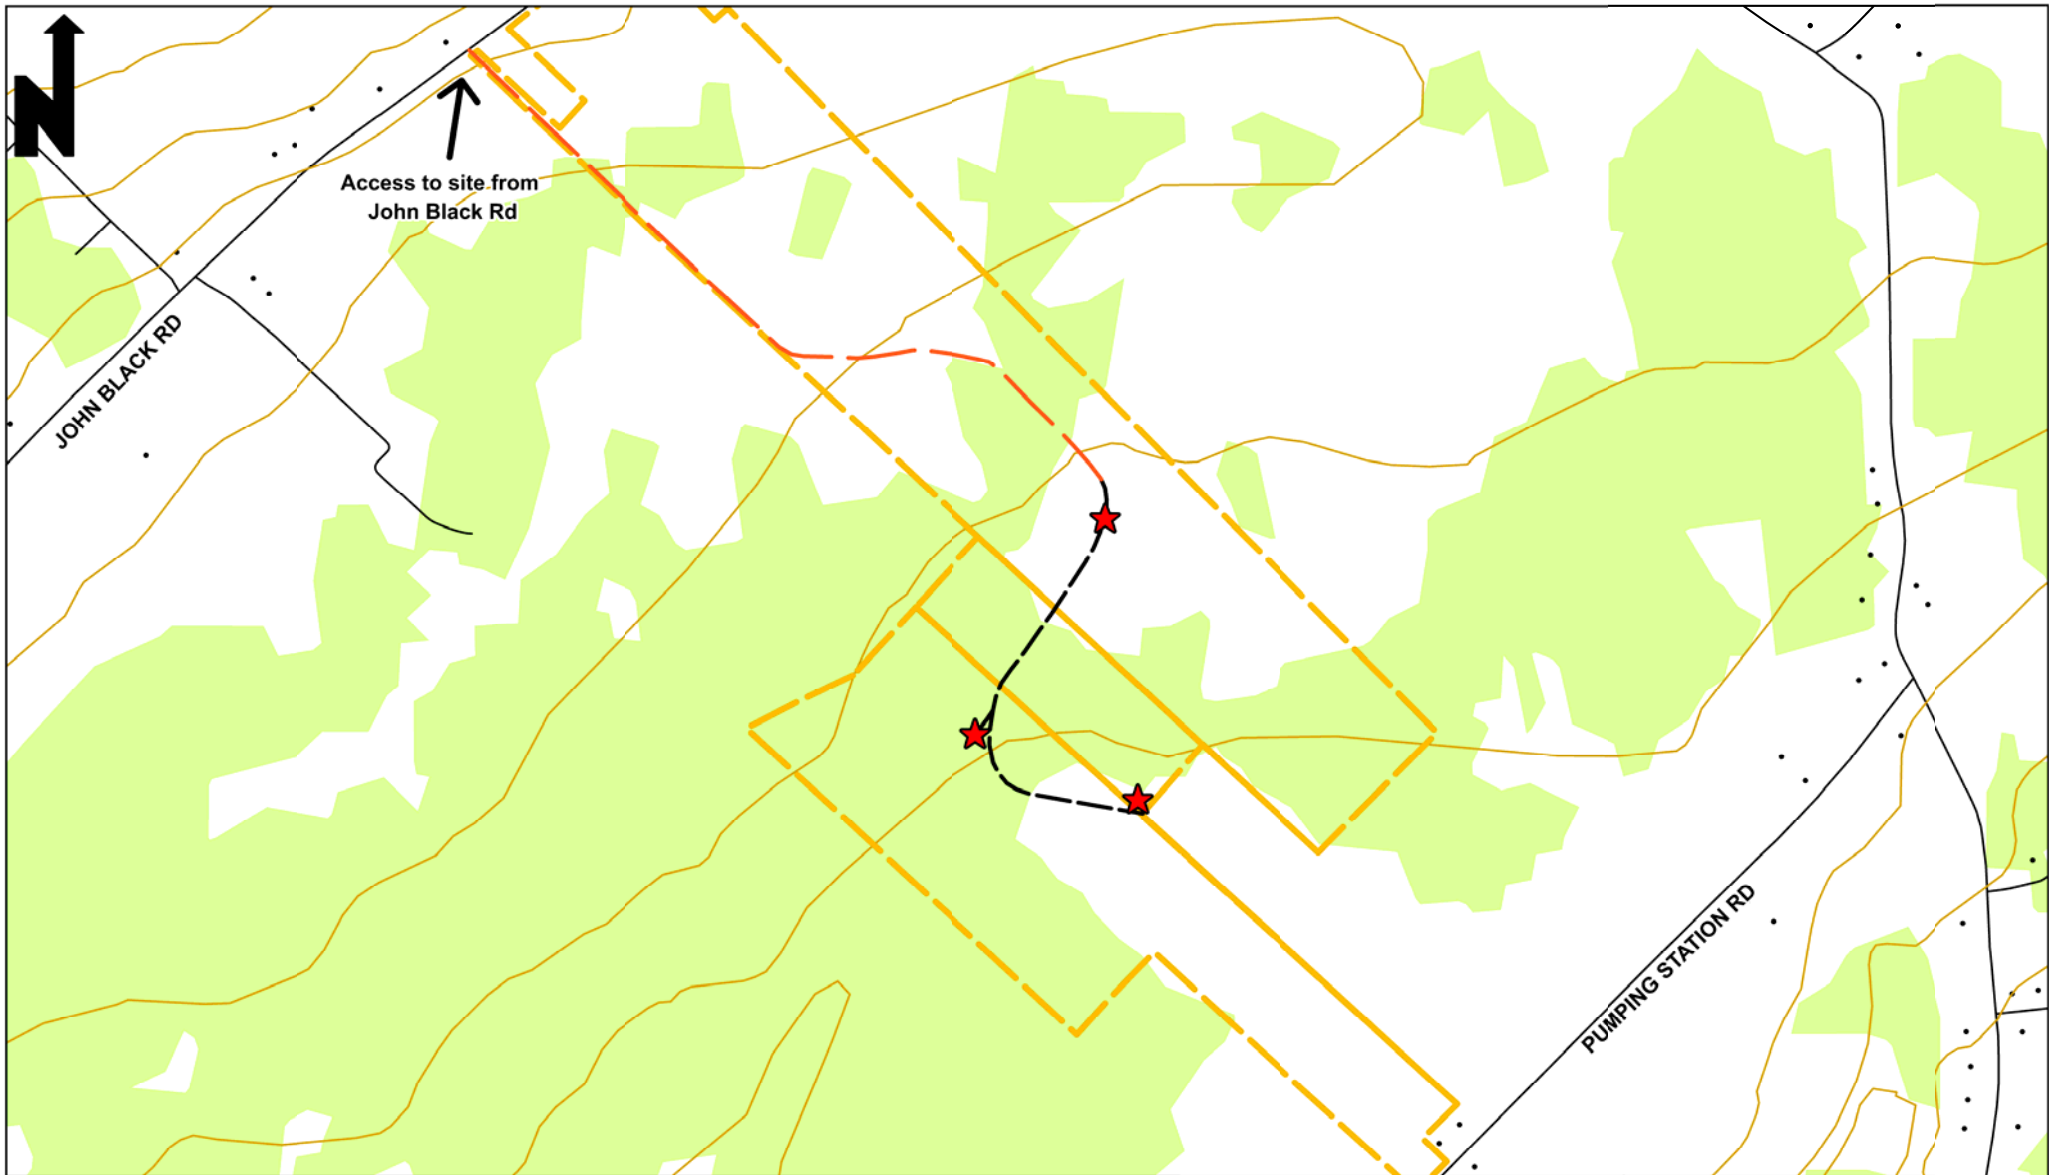 N
Access to site from
John Black Rd
JOHN BLACK RD
PUMPING STATION RD